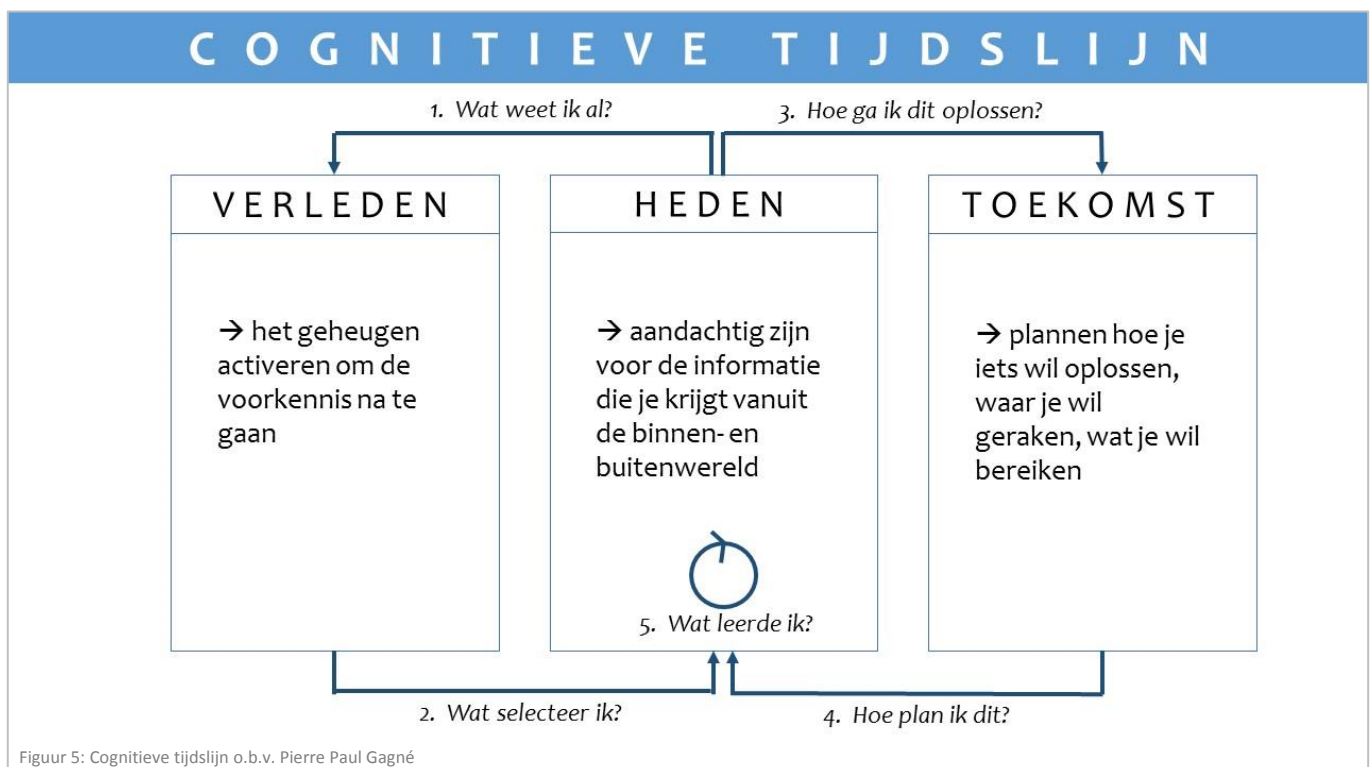 COGNITIEVE TIJDSLIJN
1. Wat weet ik al?
3. Hoe ga ik dit oplossen?
VERLEDEN
→ het geheugen
activeren om de
voorkennis na te
gaan
HEDEN
→ aandachtig zijn
voor de informatie
die je krijgt vanuit
de binnen- en
buitenwereld
5. Wat leerde ik?
TOEKOMST
→ plannen hoe je
iets wil oplossen,
waar je wil
geraken, wat je wil
bereiken
2. Wat selecteer ik?
4. Hoe plan ik dit?
Figuur 5: Cognitieve tijdslijn o.b.v. Pierre Paul Gagné